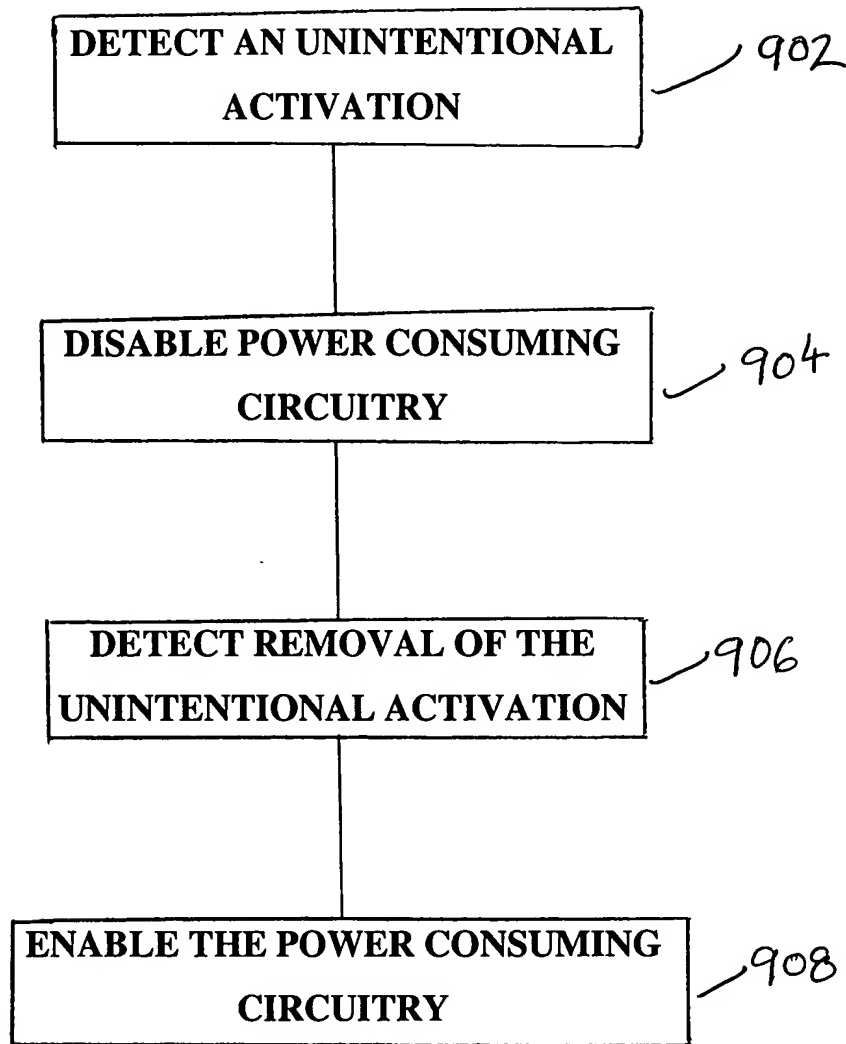 DETECT AN UNINTENTIONAL
ACTIVATION
902
DISABLE POWER CONSUMING
CIRCUITRY
904
DETECT REMOVAL OF THE
UNINTENTIONAL ACTIVATION
906
ENABLE THE POWER CONSUMING
CIRCUITRY
908